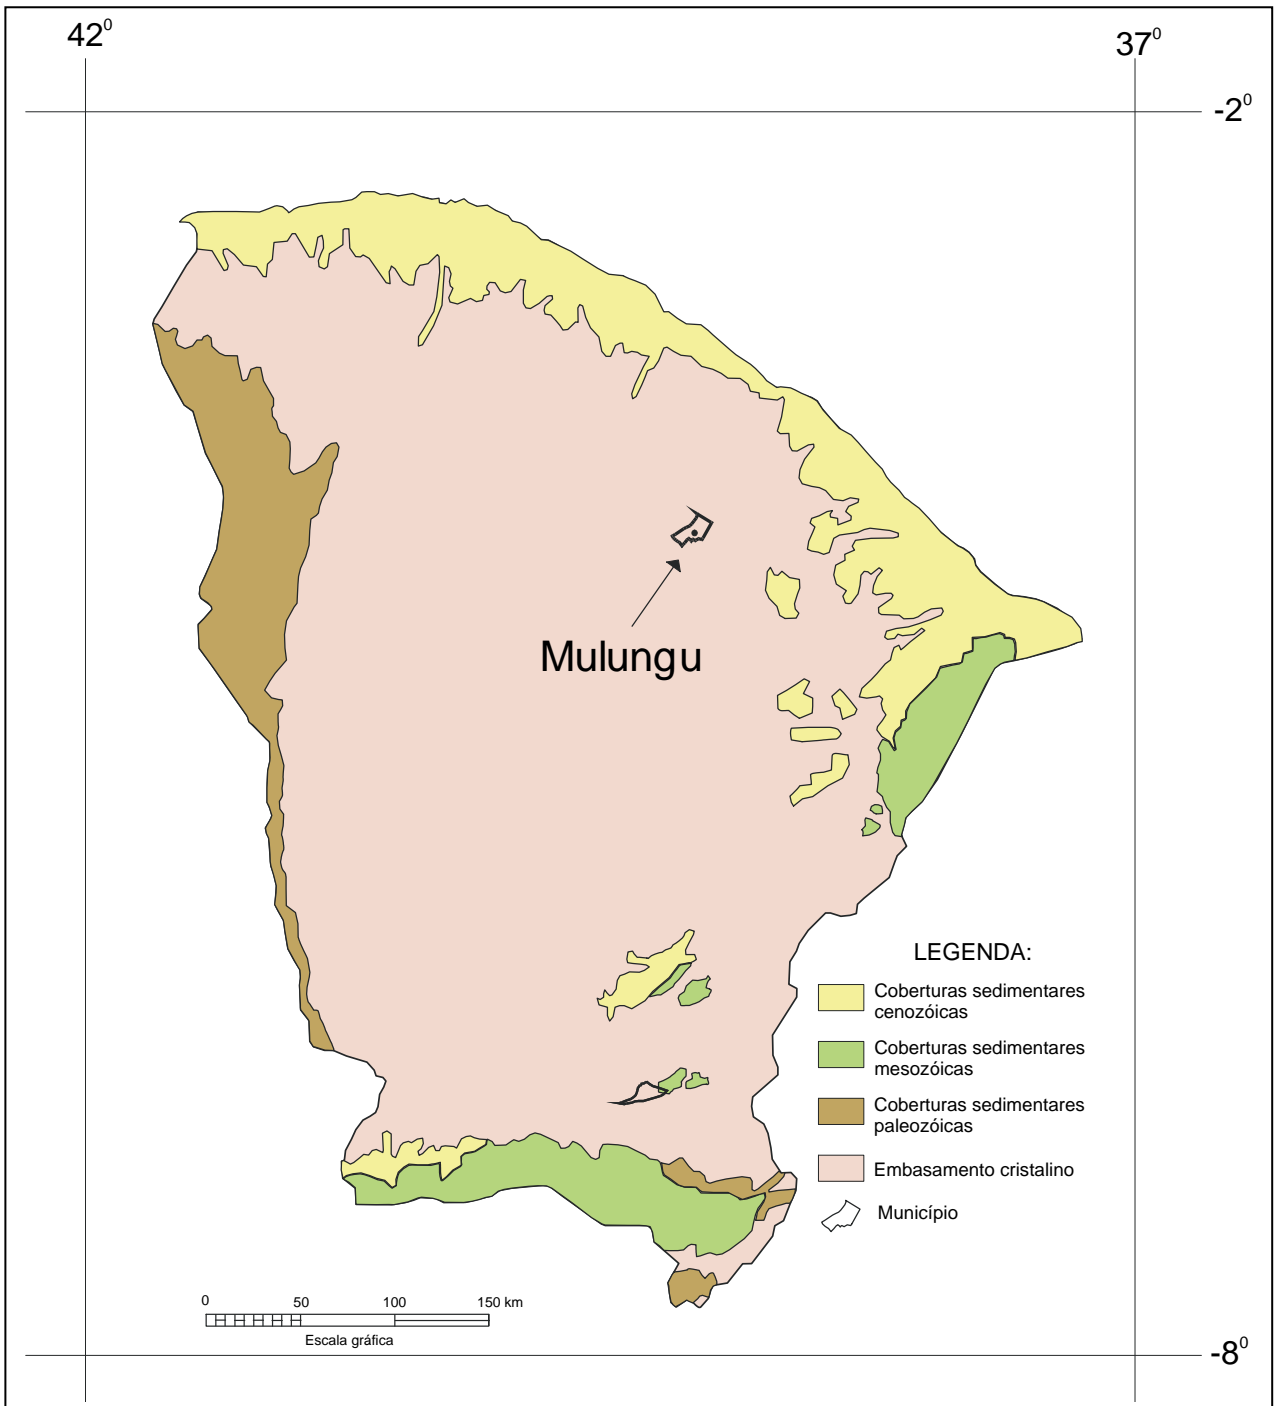 42⁰
37⁰
-2⁰
Mulungu
LEGENDA:
Coberturas sedimentares
cenozóicas
Coberturas sedimentares
mesozóicas
Coberturas sedimentares
paleozóicas
Embasamento cristalino
Município
0 50 100 150 km
Escala gráfica
-8⁰